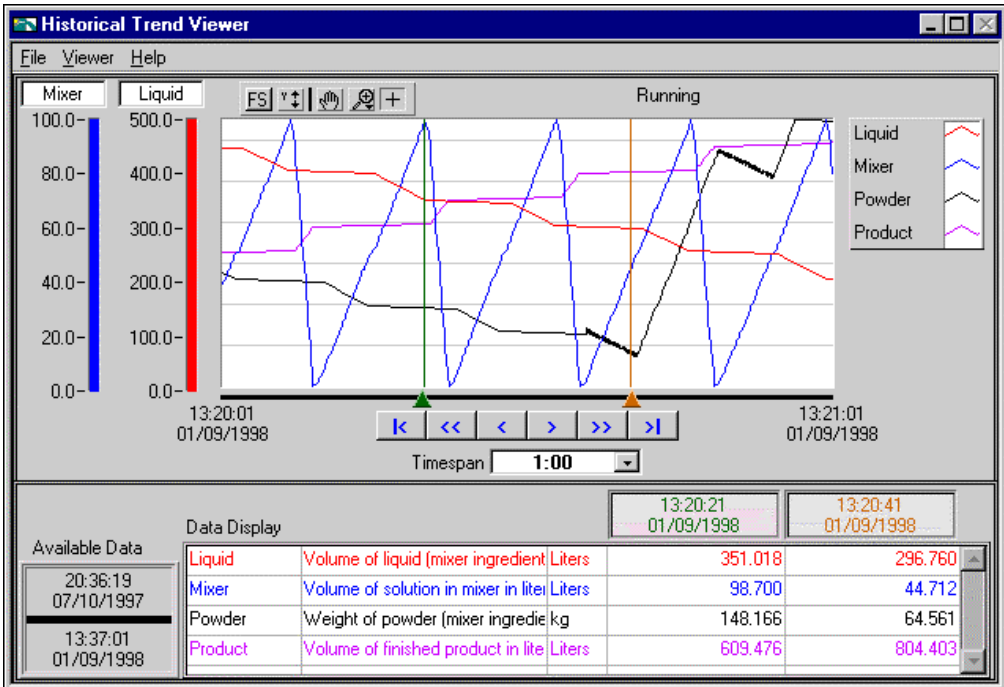 Historical Trend Viewer
File Viewer Help
Mixer Liquid FS Y Running
100.0- 500.0-
80.0- 400.0-
60.0- 300.0-
40.0- 200.0-
20.0- 100.0-
0.0- 0.0-
Liquid
Mixer
Powder
Product
13:20:01
01/09/1998
13:21:01
01/09/1998
|< << < > >> >|
Timespan 1:00
Available Data
20:36:19
07/10/1997
13:37:01
01/09/1998
Data Display
13:20:21
01/09/1998
13:20:41
01/09/1998
Liquid Volume of liquid (mixer ingredient Liters 351.018 296.760
Mixer Volume of solution in mixer in liter Liters 98.700 44.712
Powder Weight of powder (mixer ingredie kg 148.166 64.561
Product Volume of finished product in lite Liters 609.476 804.403